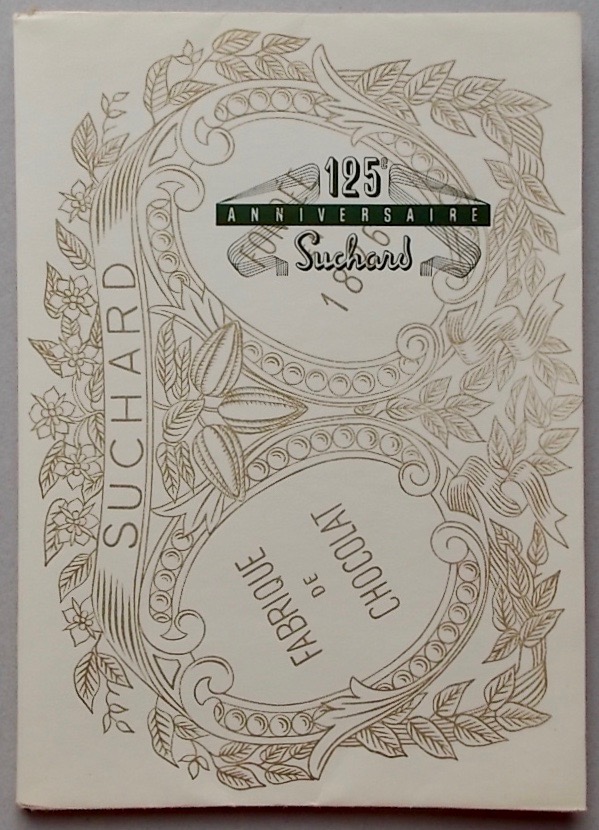 125e
ANNIVERSAIRE
Suchard
SUCHARD
FABRIQUE
DE
CHOCOLAT